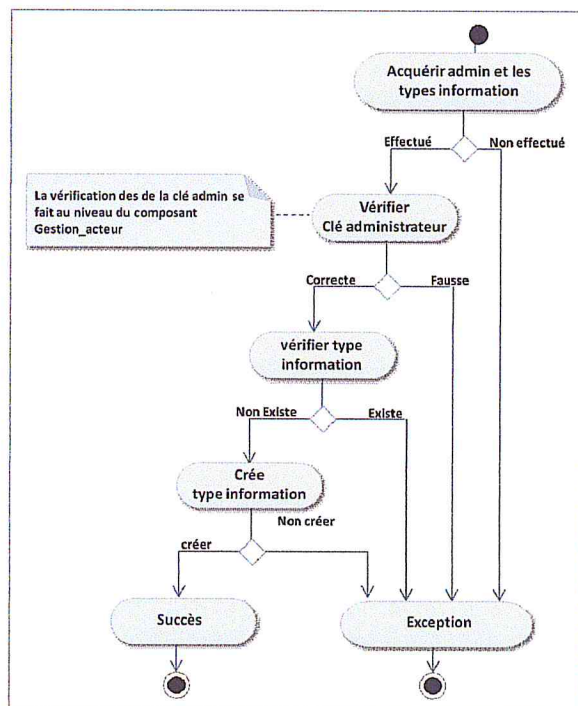 Acquérir admin et les
types information
Effectué
Non effectué
La vérification des de la clé admin se
fait au niveau du composant
Gestion_acteur
Vérifier
Clé administrateur
Correcte
Fausse
vérifier type
information
Non Existe
Existe
Crée
type information
Non créer
créer
Succès
Exception